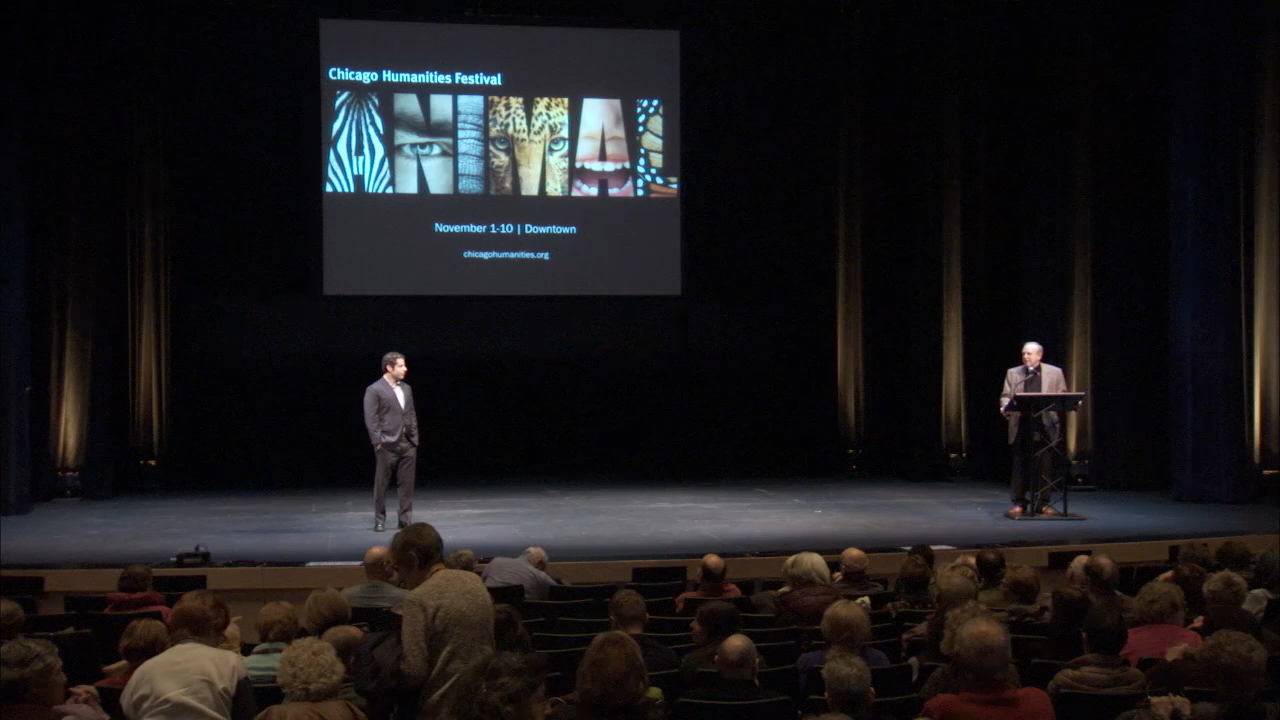 Chicago Humanities Festival
ANIMAL
November 1-10 | Downtown
chicagohumanities.org